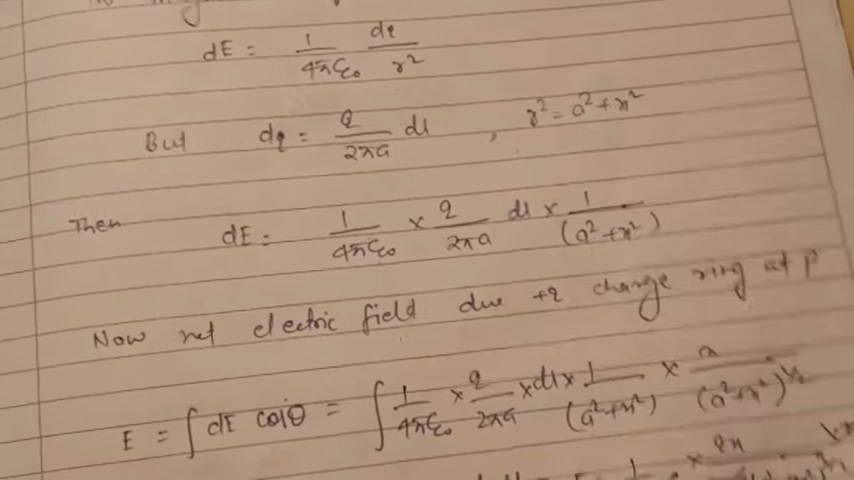 dE = 1/4πε₀ dq/r²
But dq = q/2πa dl , r² = a² + x²
Then dE = 1/4πε₀ × q/2πa dl × 1/(a² + x²)
Now net electric field due +q charge ring at P
E = ∫ dE cosθ = ∫ 1/4πε₀ × q/2πa × dl × 1/(a² + x²) × x/(a² + x²)^½